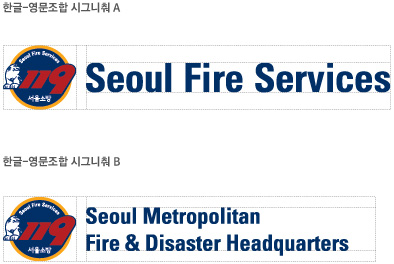 한글-영문조합 시그니춰 A
Seoul Fire Services
119
서울소방
Seoul Fire Services
한글-영문조합 시그니춰 B
Seoul Fire Services
119
서울소방
Seoul Metropolitan
Fire & Disaster Headquarters